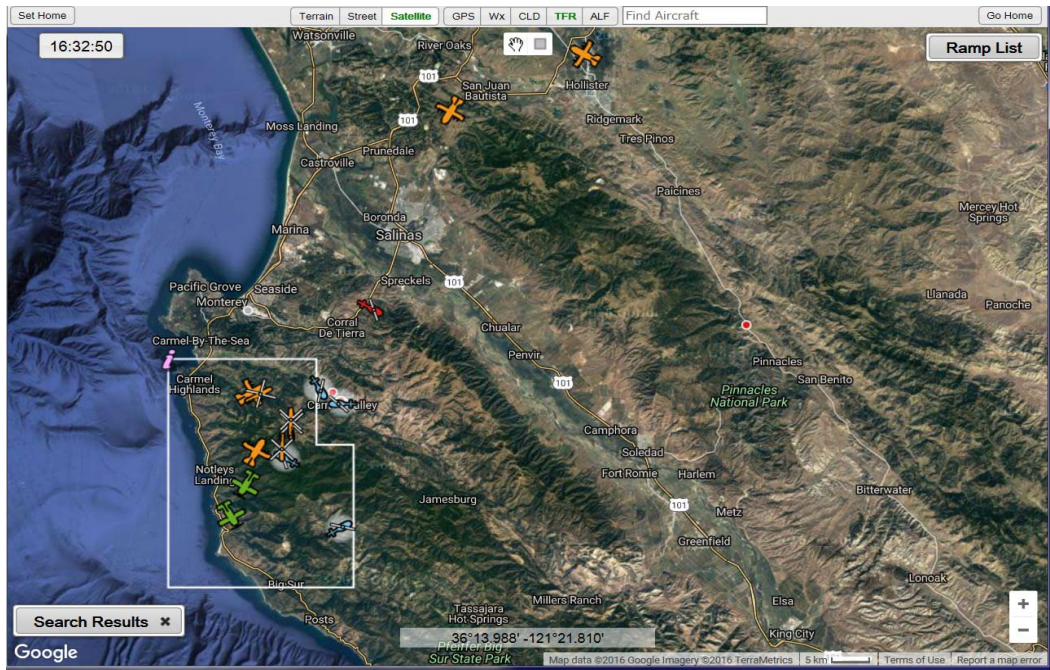 Set Home
Terrain Street Satellite GPS Wx CLD TFR ALF Find Aircraft
Go Home
16:32:50
Ramp List
Watsonville
River Oaks
101
San Juan
Bautista
Hollister
Monterey Bay
Moss Landing
101
Ridgemark
Tres Pinos
Prunedale
Castroville
Paicines
Mercey Hot
Springs
Boronda
Marina
Salinas
Pacific Grove
Seaside
Spreckels
101
Monterey
Llanada
Panoche
Corral
De Tierra
Chualar
Carmel-By-The-Sea
Penvir
Pinnacles
Carmel
Highlands
101
San Benito
Pinnacles
National Park
Camphora
Soledad
Notleys
Landing
Fort Romie
Harlem
Jamesburg
101
Metz
Bitterwater
Greenfield
Big Sur
Lonoak
Millers Ranch
Elsa
Tassajara
Hot Springs
Posts
Search Results ×
+
−
King City
36°13.988' -121°21.810'
Pfeiffer Big
Sur State Park
Google
Map data ©2016 Google Imagery ©2016 TerraMetrics 5 km Terms of Use Report a map error